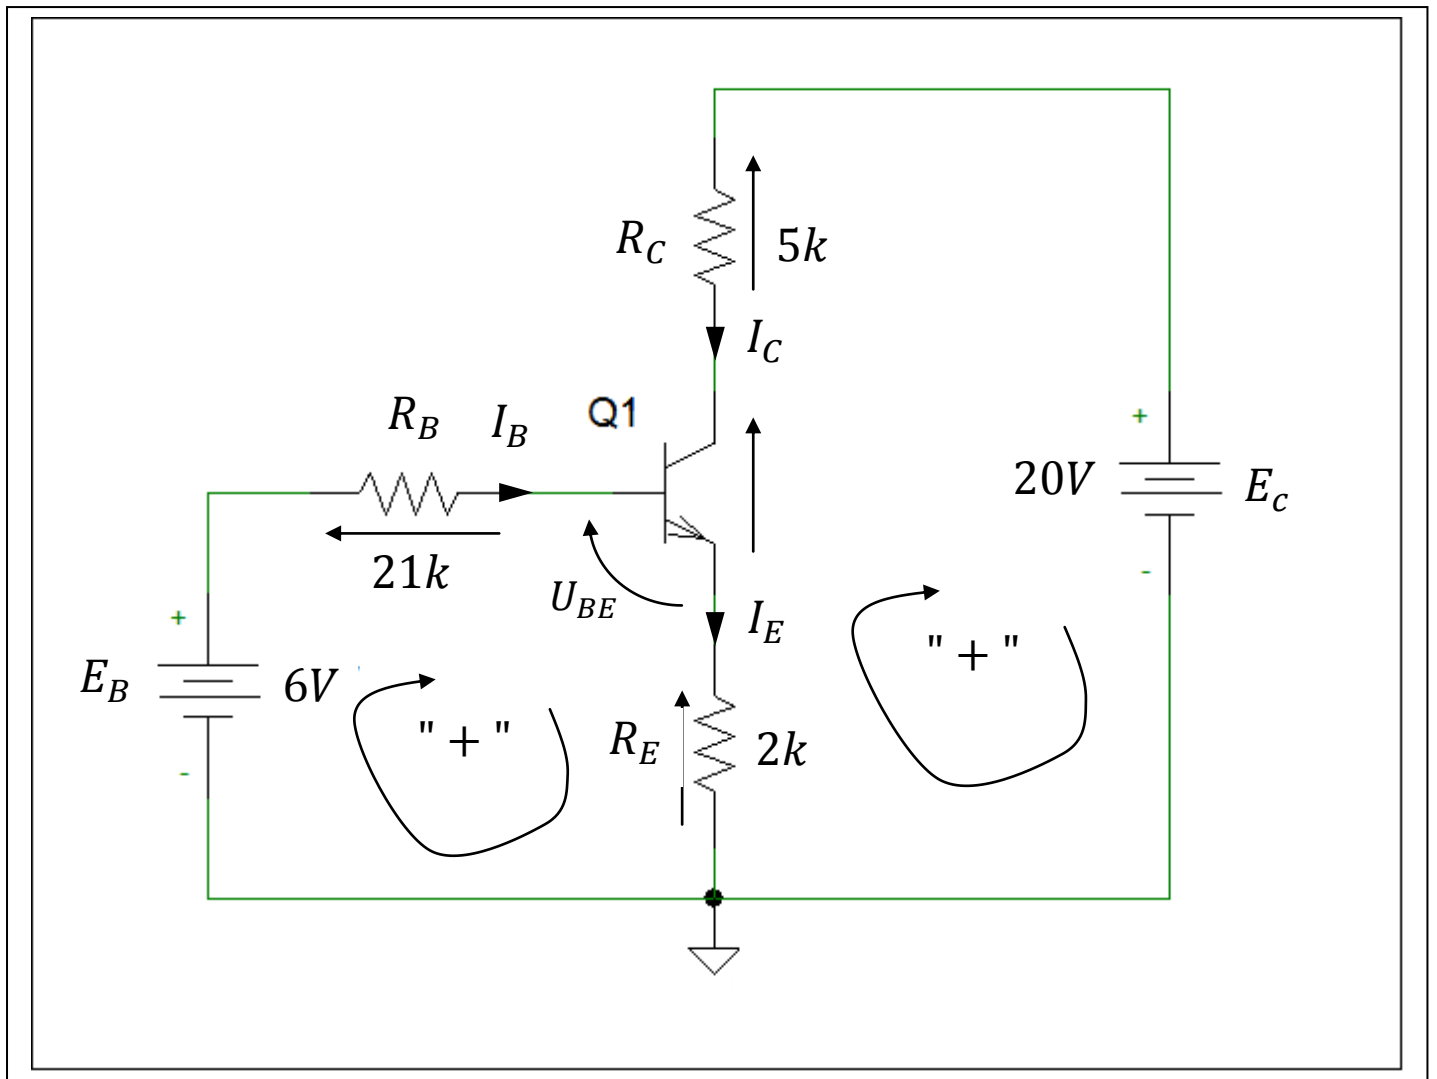 R_C
5k
I_C
R_B
I_B
Q1
+
20V
E_c
21k
U_BE
-
+
I_E
" + "
E_B
6V
" + "
R_E
2k
-